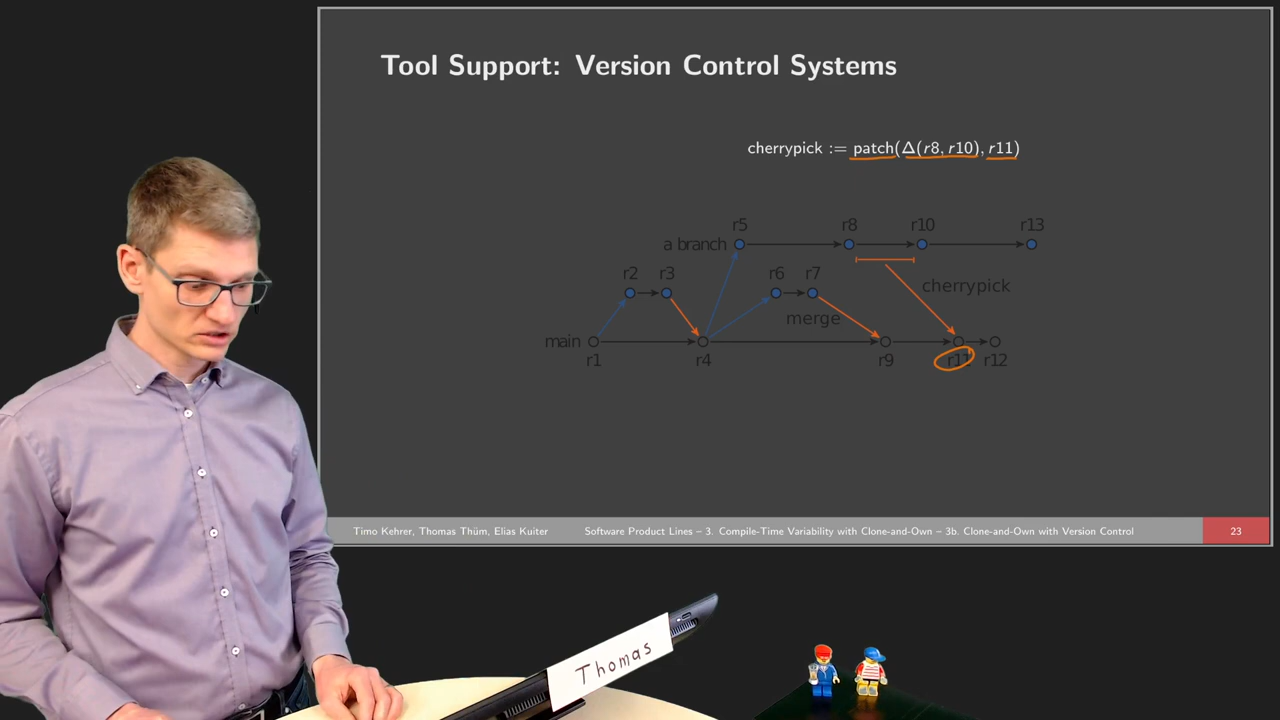 Tool Support: Version Control Systems
cherrypick := patch(Δ(r8, r10), r11)
r5 r8 r10 r13
a branch
r2 r3 r6 r7
cherrypick
merge
main
r1 r4 r9 r11 r12
Timo Kehrer, Thomas Thüm, Elias Kuiter Software Product Lines – 3. Compile-Time Variability with Clone-and-Own – 3b. Clone-and-Own with Version Control 23
Thomas